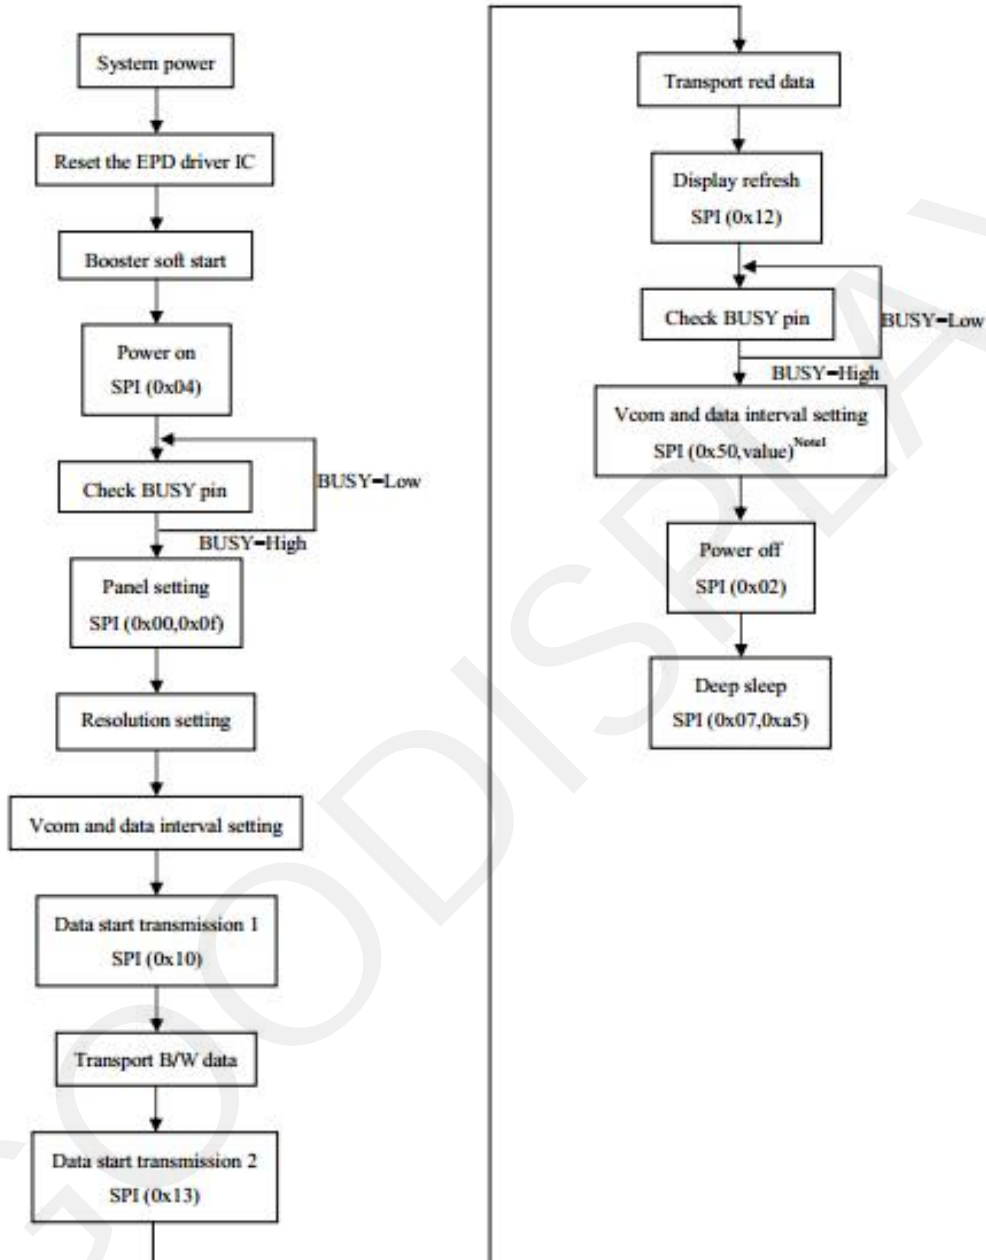 System power
Reset the EPD driver IC
Booster soft start
Power on
SPI (0x04)
Check BUSY pin
BUSY=Low
BUSY=High
Panel setting
SPI (0x00,0x0f)
Resolution setting
Vcom and data interval setting
Data start transmission 1
SPI (0x10)
Transport B/W data
Data start transmission 2
SPI (0x13)
Transport red data
Display refresh
SPI (0x12)
Check BUSY pin
BUSY=Low
BUSY=High
Vcom and data interval setting
SPI (0x50,value)Note1
Power off
SPI (0x02)
Deep sleep
SPI (0x07,0xa5)
GOODISPLAY